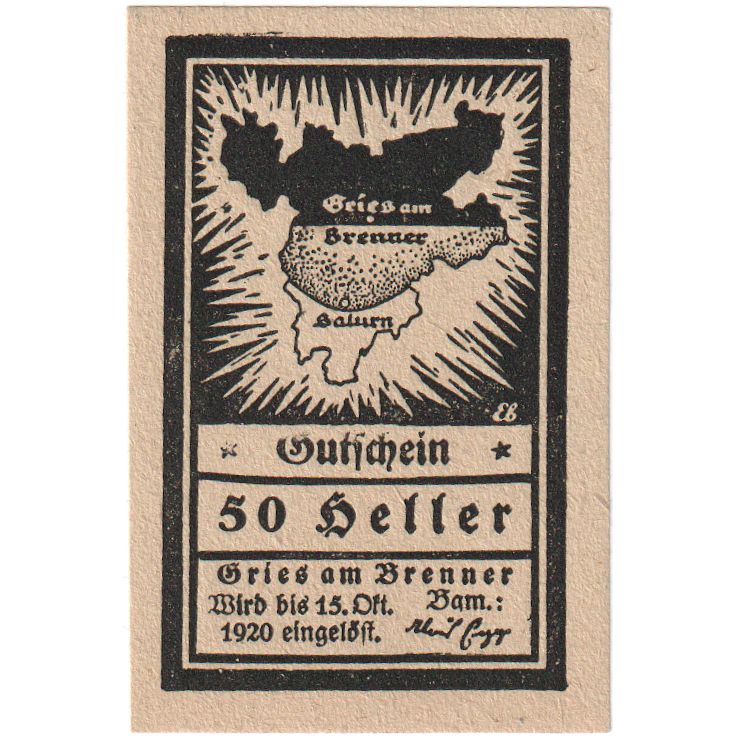 Gries am
Brenner
Salurn
EB
Gutschein
50 Heller
Gries am Brenner
Wird bis 15. Okt. Bgm.:
1920 eingelöst.